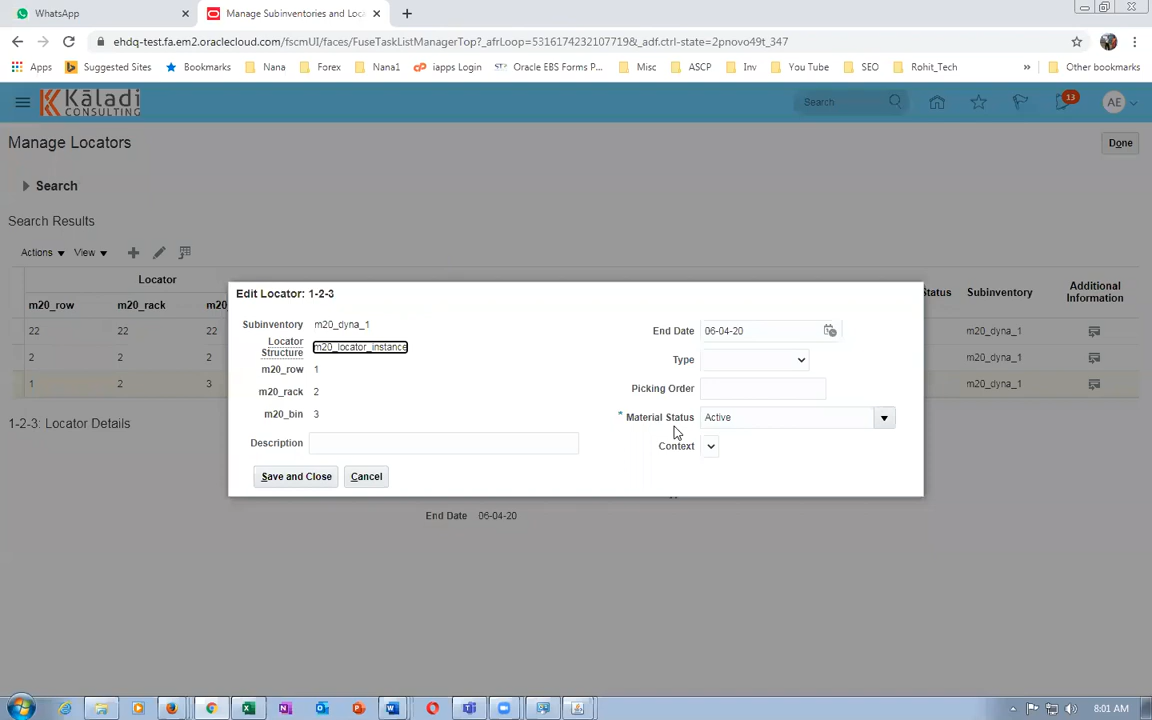 WhatsApp
Manage Subinventories and Loc
ehdq-test.fa.em2.oraclecloud.com/fscmUI/faces/FuseTaskListManagerTop?_afrLoop=5316174232107719&_adf.ctrl-state=2pnovo49t_347
Apps Suggested Sites Bookmarks Nana Forex Nana1 iapps Login Oracle EBS Forms P... Misc ASCP Inv You Tube SEO Rohit_Tech » Other bookmarks
Kāladi
CONSULTING
Search
13
AE
Manage Locators
Done
Search
Search Results
Actions View
Locator
m20_row m20_rack m20_
Status Subinventory Additional Information
22 22 22 m20_dyna_1
2 2 2 m20_dyna_1
1 2 3 m20_dyna_1
1-2-3: Locator Details
Edit Locator: 1-2-3
Subinventory m20_dyna_1
Locator Structure m20_locator_instance
m20_row 1
m20_rack 2
m20_bin 3
Description
End Date 06-04-20
Type
Picking Order
* Material Status Active
Context
Save and Close Cancel
End Date 06-04-20
8:01 AM